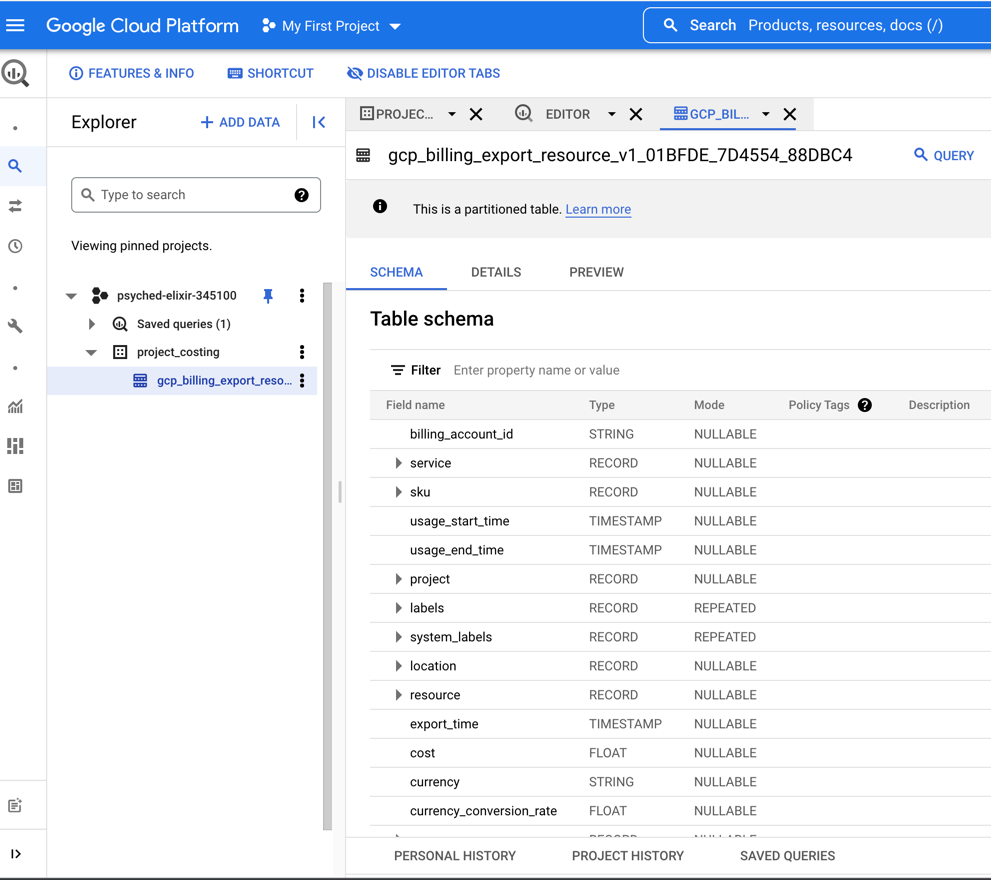 Google Cloud Platform My First Project Search Products, resources, docs (/)
FEATURES & INFO SHORTCUT DISABLE EDITOR TABS
Explorer + ADD DATA
Type to search
Viewing pinned projects.
psyched-elixir-345100
Saved queries (1)
project_costing
gcp_billing_export_reso...
PROJEC... EDITOR GCP_BIL...
gcp_billing_export_resource_v1_01BFDE_7D4554_88DBC4 QUERY
This is a partitioned table. Learn more
SCHEMA DETAILS PREVIEW
Table schema
Filter Enter property name or value
Field name Type Mode Policy Tags Description
billing_account_id STRING NULLABLE
service RECORD NULLABLE
sku RECORD NULLABLE
usage_start_time TIMESTAMP NULLABLE
usage_end_time TIMESTAMP NULLABLE
project RECORD NULLABLE
labels RECORD REPEATED
system_labels RECORD REPEATED
location RECORD NULLABLE
resource RECORD NULLABLE
export_time TIMESTAMP NULLABLE
cost FLOAT NULLABLE
currency STRING NULLABLE
currency_conversion_rate FLOAT NULLABLE
PERSONAL HISTORY PROJECT HISTORY SAVED QUERIES